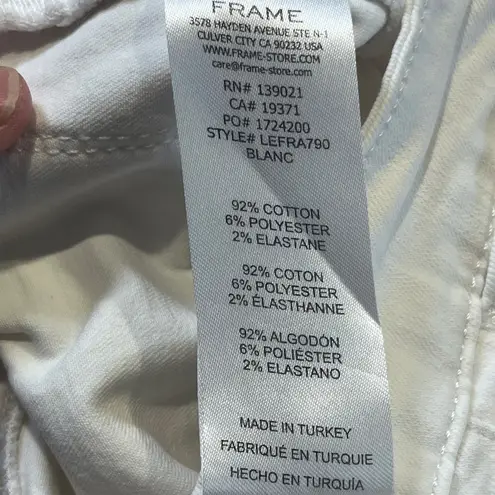 FRAME
3578 HAYDEN AVENUE STE N-1
CULVER CITY CA 90232 USA
WWW.FRAME-STORE.COM
care@frame-store.com
RN# 139021
CA# 19371
PO# 1724200
STYLE# LEFRA790
BLANC
92% COTTON
6% POLYESTER
2% ELASTANE
92% COTON
6% POLYESTER
2% ÉLASTHANNE
92% ALGODÓN
6% POLIÉSTER
2% ELASTANO
MADE IN TURKEY
FABRIQUÉ EN TURQUIE
HECHO EN TURQUÍA